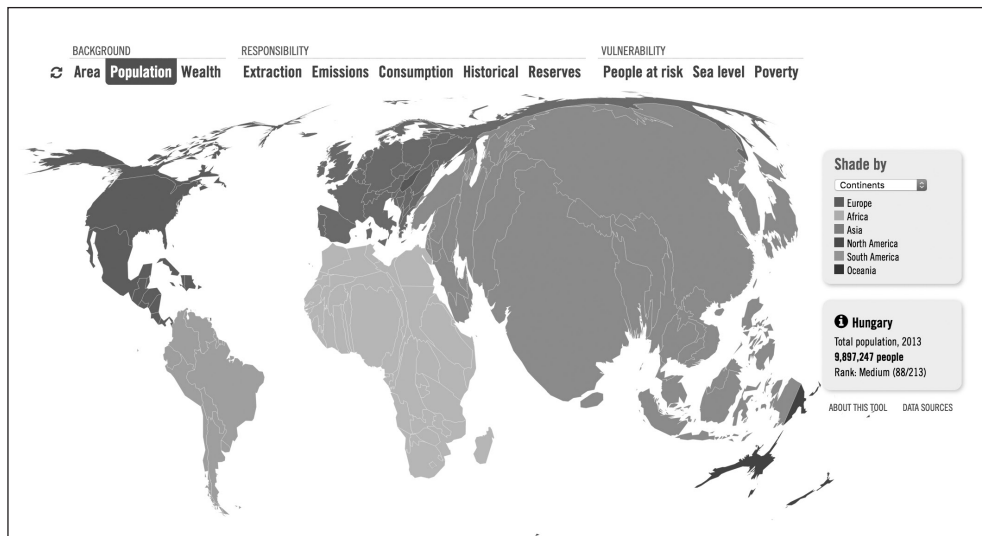 BACKGROUND RESPONSIBILITY VULNERABILITY
Area Population Wealth Extraction Emissions Consumption Historical Reserves People at risk Sea level Poverty
Shade by
Continents
Europe
Africa
Asia
North America
South America
Oceania
Hungary
Total population, 2013
9,897,247 people
Rank: Medium (88/213)
ABOUT THIS TOOL DATA SOURCES